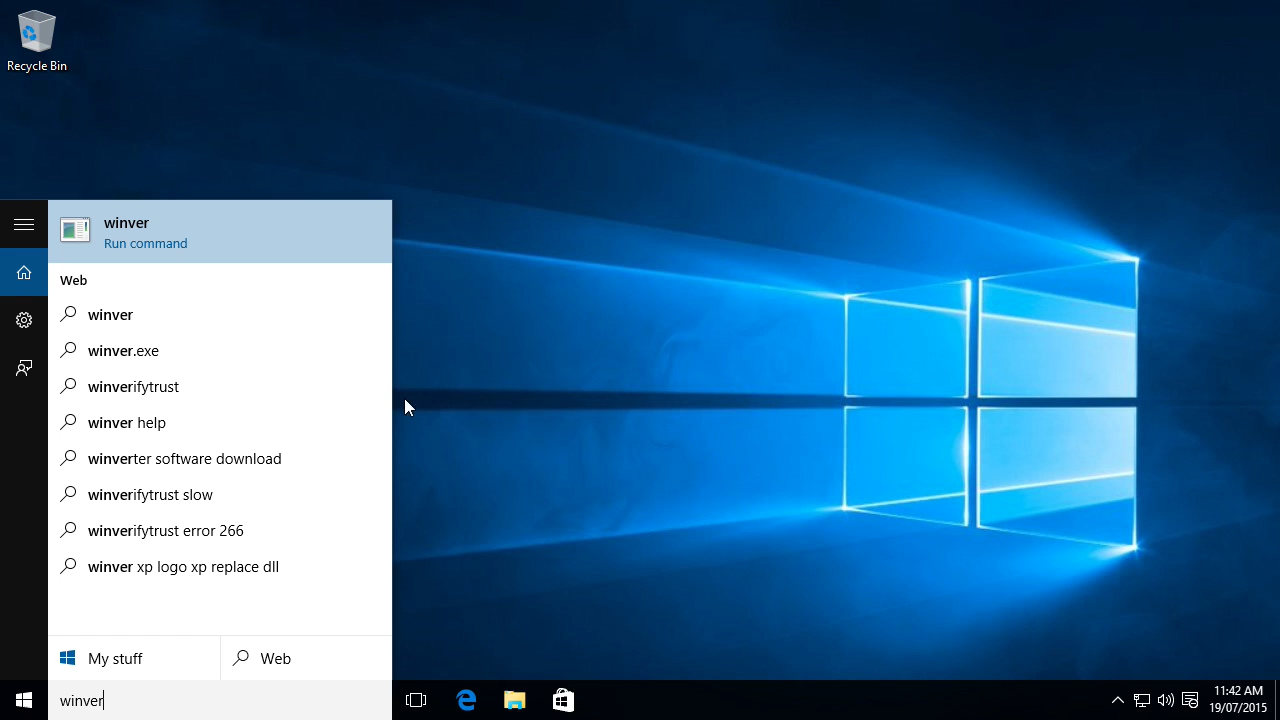 Recycle Bin
winver
Run command
Web
winver
winver.exe
winverifytrust
winver help
winverter software download
winverifytrust slow
winverifytrust error 266
winver xp logo xp replace dll
My stuff
Web
winver
11:42 AM
19/07/2015